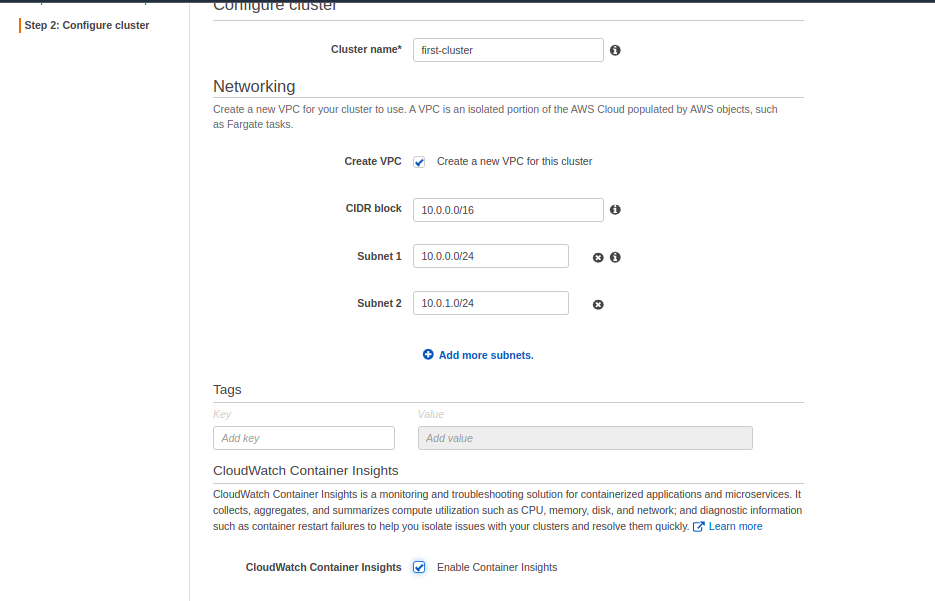 Configure cluster
Step 2: Configure cluster
Cluster name* first-cluster
Networking
Create a new VPC for your cluster to use. A VPC is an isolated portion of the AWS Cloud populated by AWS objects, such
as Fargate tasks.
Create VPC Create a new VPC for this cluster
CIDR block 10.0.0.0/16
Subnet 1 10.0.0.0/24
Subnet 2 10.0.1.0/24
Add more subnets.
Tags
Key Value
Add key Add value
CloudWatch Container Insights
CloudWatch Container Insights is a monitoring and troubleshooting solution for containerized applications and microservices. It
collects, aggregates, and summarizes compute utilization such as CPU, memory, disk, and network; and diagnostic information
such as container restart failures to help you isolate issues with your clusters and resolve them quickly. Learn more
CloudWatch Container Insights Enable Container Insights